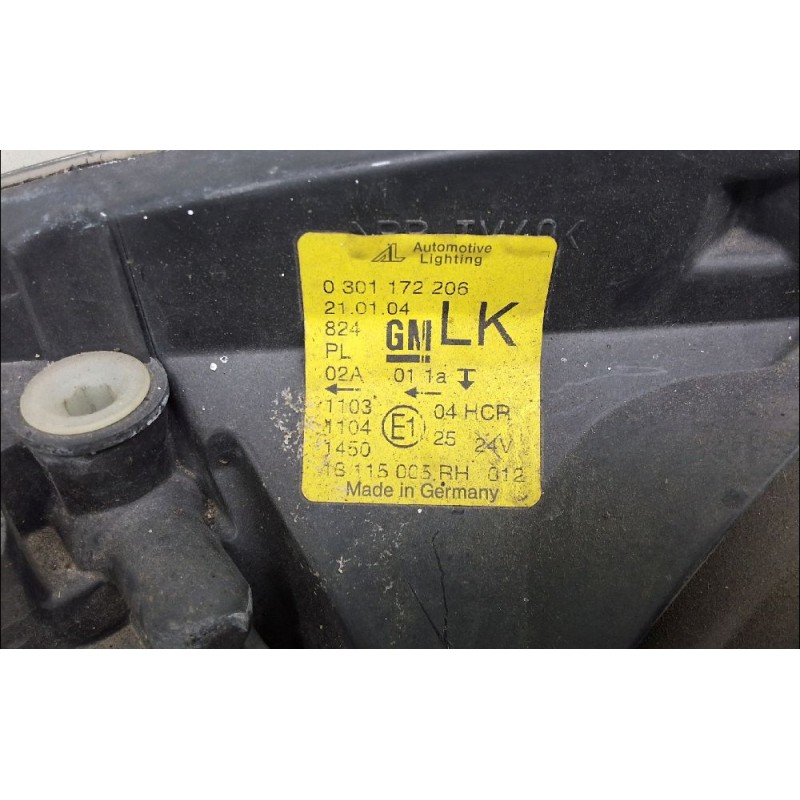 Automotive
Lighting
0 301 172 206
21.01.04
824 GM LK
PL
02A 01 1a
1103 04 HCR
1104 E1
1450 25 24V
115 005 RH 012
Made in Germany